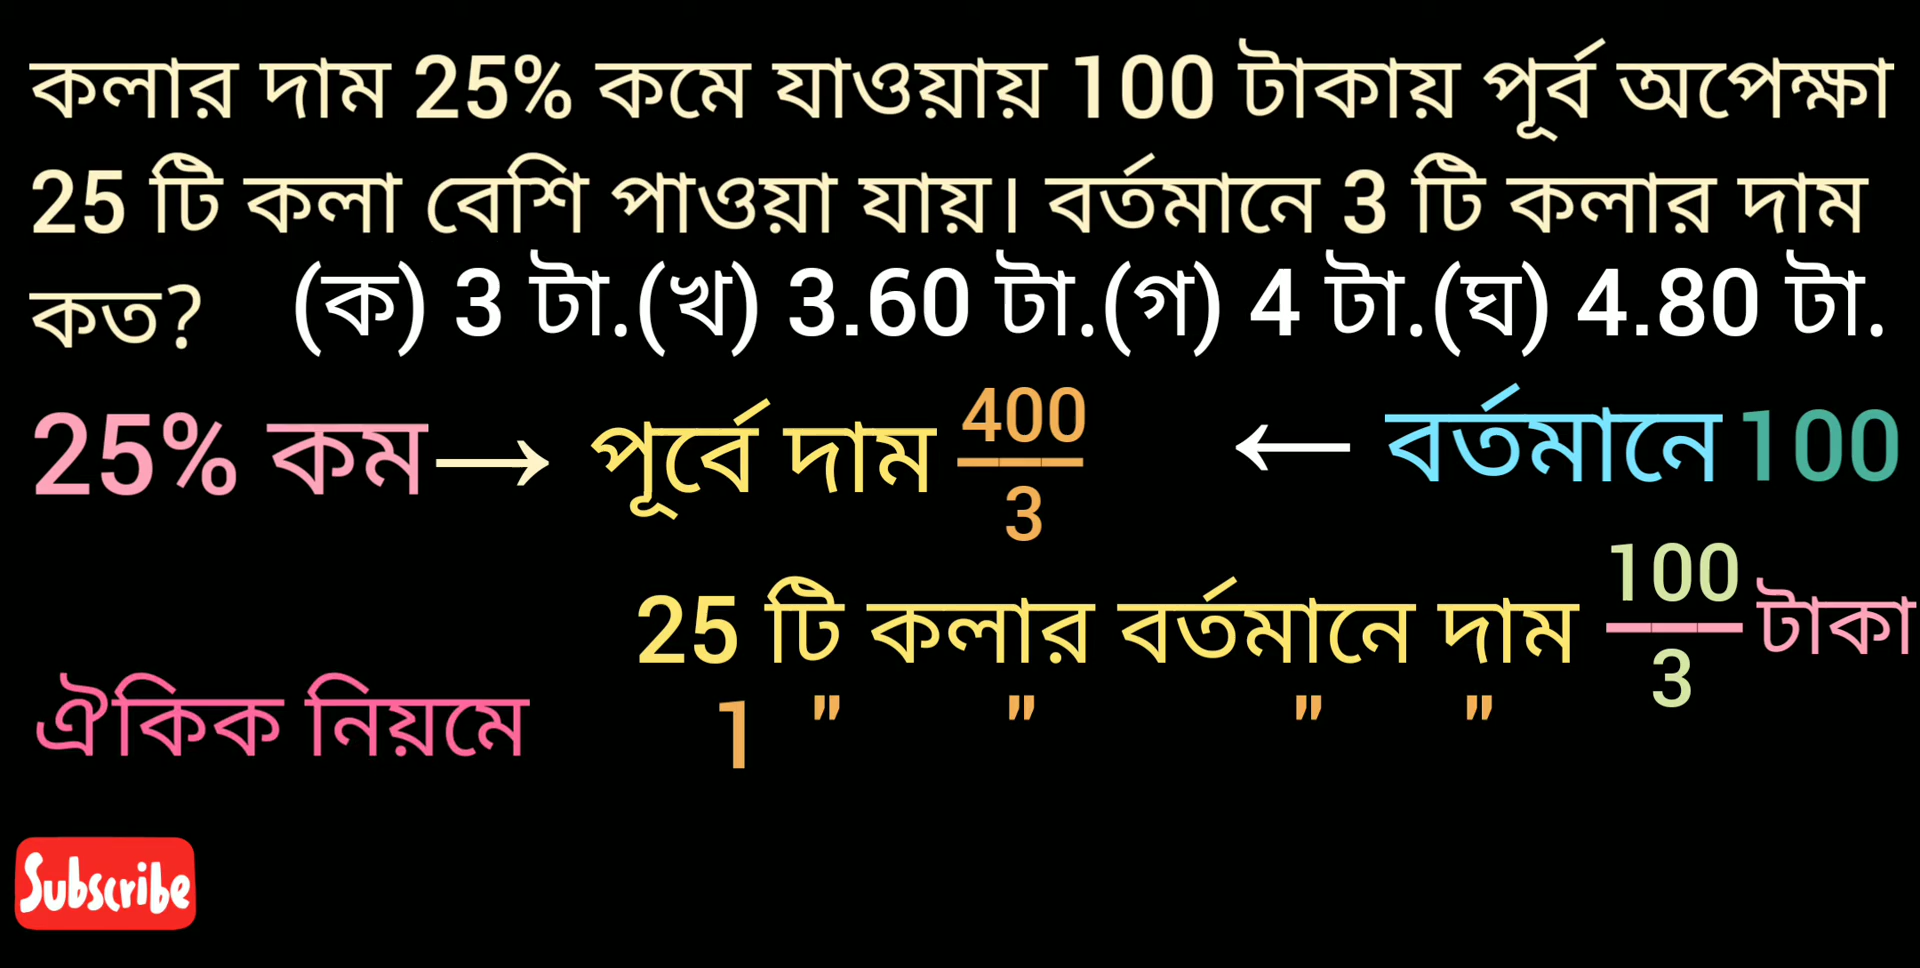 কলার দাম 25% কমে যাওয়ায় 100 টাকায় পূর্ব অপেক্ষা
25 টি কলা বেশি পাওয়া যায়। বর্তমানে 3 টি কলার দাম
কত? (ক) 3 টা.(খ) 3.60 টা.(গ) 4 টা.(ঘ) 4.80 টা.
25% কম→ পূর্বে দাম 400/3 ← বর্তমানে 100
25 টি কলার বর্তমানে দাম 100/3 টাকা
ঐকিক নিয়মে 1 " " " "
Subscribe